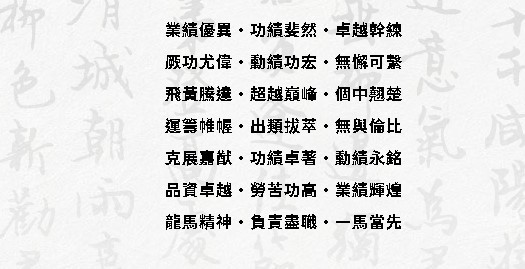 業績優異・功績斐然・卓越幹練
厥功尤偉・勳績功宏・無懈可擊
飛黃騰達・超越巔峰・個中翹楚
運籌帷幄・出類拔萃・無與倫比
克展嘉猷・功績卓著・勳績永銘
品資卓越・勞苦功高・業績輝煌
龍馬精神・負責盡職・一馬當先